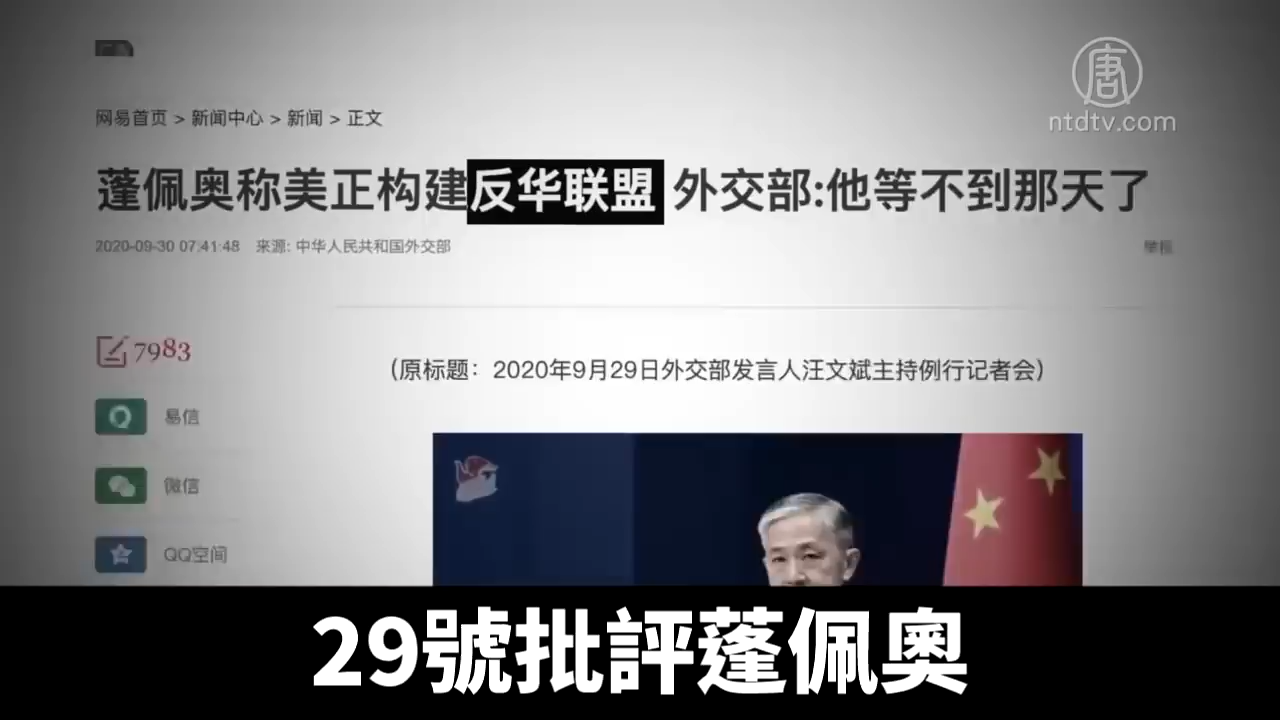 唐
ntdtv.com
网易首页 > 新闻中心 > 新闻 > 正文
蓬佩奥称美正构建反华联盟 外交部:他等不到那天了
2020-09-30 07:41:48 来源: 中华人民共和国外交部
举报
7983
(原标题：2020年9月29日外交部发言人汪文斌主持例行记者会)
易信
微信
QQ空间
29號批評蓬佩奧